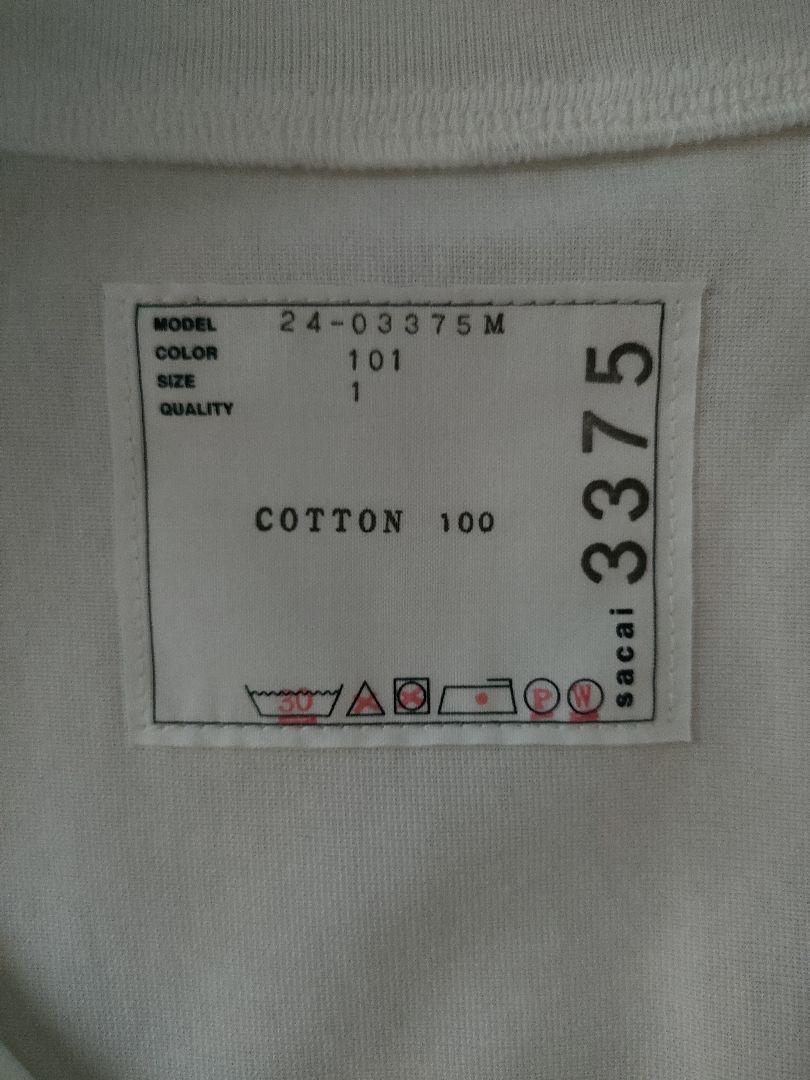 MODEL 24-03375M
COLOR 101
SIZE 1
QUALITY
COTTON 100
30 P W
sacai 3375